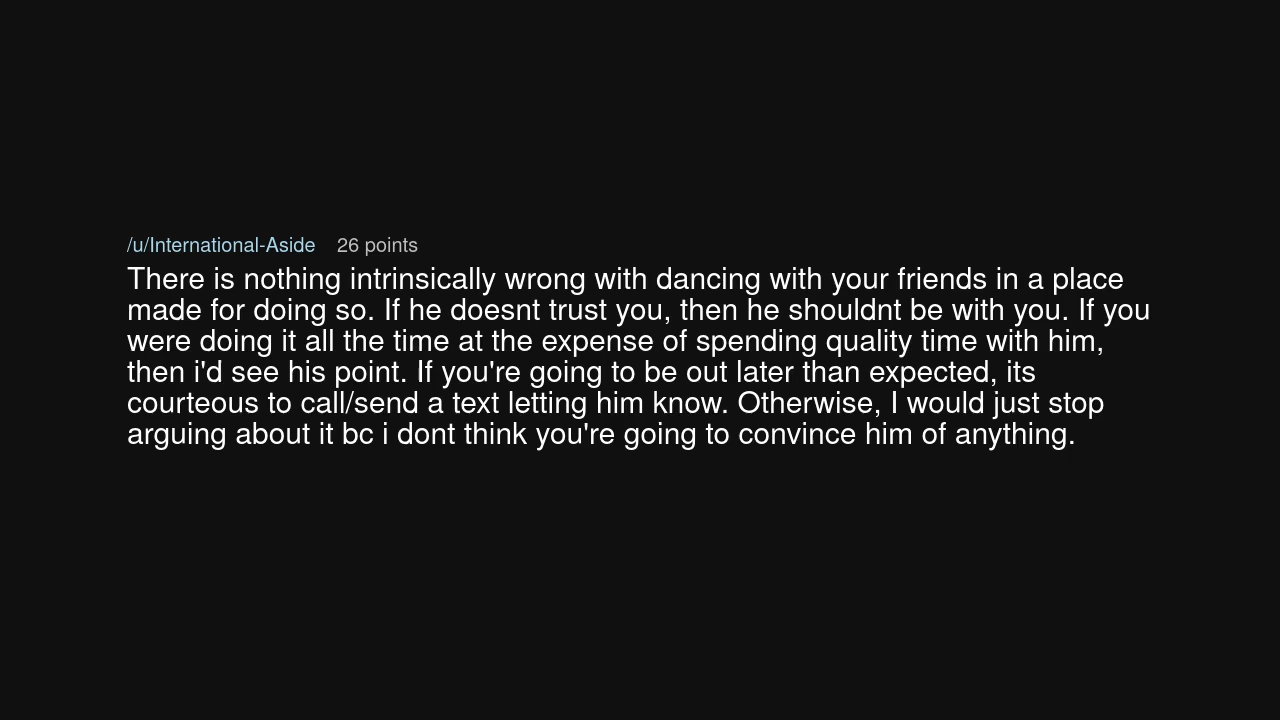 /u/International-Aside 26 points
There is nothing intrinsically wrong with dancing with your friends in a place
made for doing so. If he doesnt trust you, then he shouldnt be with you. If you
were doing it all the time at the expense of spending quality time with him,
then i'd see his point. If you're going to be out later than expected, its
courteous to call/send a text letting him know. Otherwise, I would just stop
arguing about it bc i dont think you're going to convince him of anything.